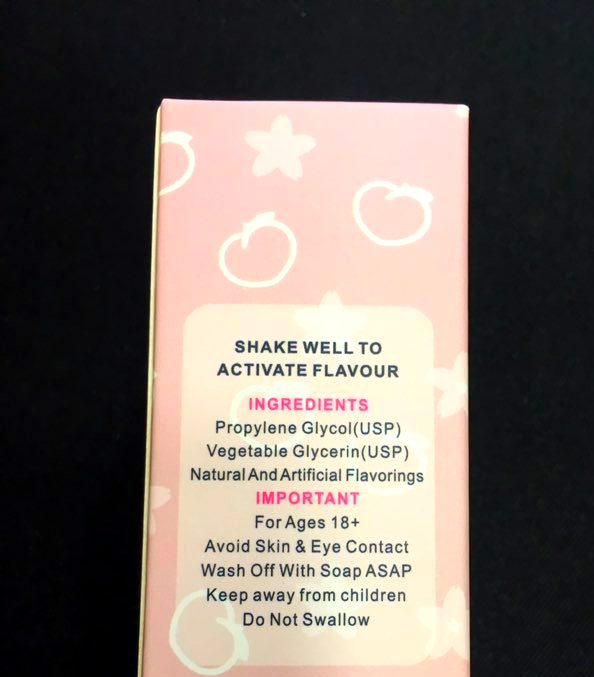 SHAKE WELL TO
ACTIVATE FLAVOUR
INGREDIENTS
Propylene Glycol(USP)
Vegetable Glycerin(USP)
Natural And Artificial Flavorings
IMPORTANT
For Ages 18+
Avoid Skin & Eye Contact
Wash Off With Soap ASAP
Keep away from children
Do Not Swallow